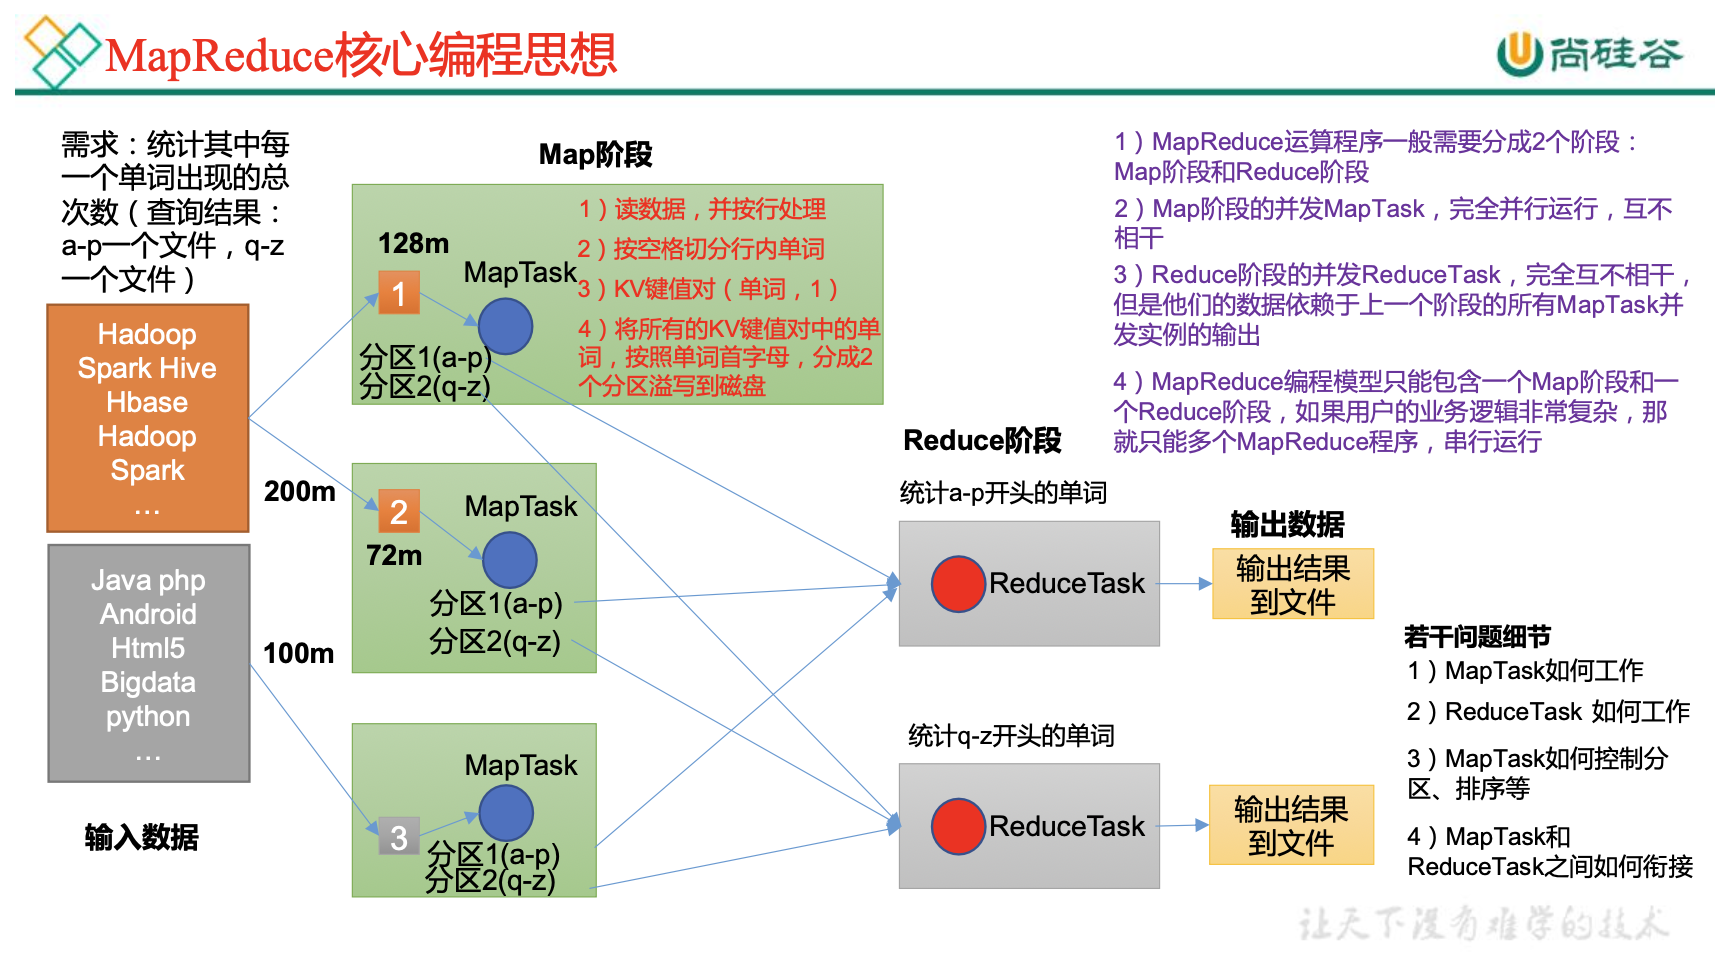 MapReduce核心编程思想
尚硅谷
需求：统计其中每
一个单词出现的总
次数（查询结果：
a-p一个文件，q-z
一个文件）
Hadoop
Spark Hive
Hbase
Hadoop
Spark
…
200m
Java php
Android
Html5
Bigdata
python
…
100m
输入数据
Map阶段
128m
1
MapTask
分区1(a-p)
分区2(q-z)
1）读数据，并按行处理
2）按空格切分行内单词
3）KV键值对（单词，1）
4）将所有的KV键值对中的单
词，按照单词首字母，分成2
个分区溢写到磁盘
2
72m
MapTask
分区1(a-p)
分区2(q-z)
3
MapTask
分区1(a-p)
分区2(q-z)
Reduce阶段
统计a-p开头的单词
ReduceTask
统计q-z开头的单词
ReduceTask
输出数据
输出结果
到文件
输出结果
到文件
1）MapReduce运算程序一般需要分成2个阶段：
Map阶段和Reduce阶段
2）Map阶段的并发MapTask，完全并行运行，互不
相干
3）Reduce阶段的并发ReduceTask，完全互不相干，
但是他们的数据依赖于上一个阶段的所有MapTask并
发实例的输出
4）MapReduce编程模型只能包含一个Map阶段和一
个Reduce阶段，如果用户的业务逻辑非常复杂，那
就只能多个MapReduce程序，串行运行
若干问题细节
1）MapTask如何工作
2）ReduceTask 如何工作
3）MapTask如何控制分
区、排序等
4）MapTask和
ReduceTask之间如何衔接
让天下没有难学的技术